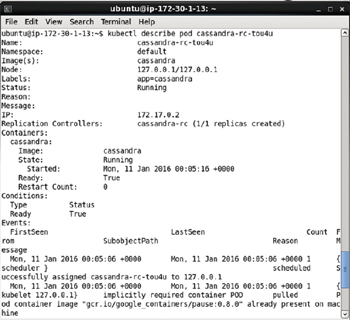 ubuntu@ip-172-30-1-13: ~
File Edit View Search Terminal Help
ubuntu@ip-172-30-1-13:~$ kubectl describe pod cassandra-rc-tou4u
Name: cassandra-rc-tou4u
Namespace: default
Image(s): cassandra
Node: 127.0.0.1/127.0.0.1
Labels: app=cassandra
Status: Running
Reason:
Message:
IP: 172.17.0.2
Replication Controllers: cassandra-rc (1/1 replicas created)
Containers:
cassandra:
Image: cassandra
State: Running
Started: Mon, 11 Jan 2016 00:05:16 +0000
Ready: True
Restart Count: 0
Conditions:
Type Status
Ready True
Events:
FirstSeen LastSeen Count F
rom SubobjectPath Reason M
essage
Mon, 11 Jan 2016 00:05:06 +0000 Mon, 11 Jan 2016 00:05:06 +0000 1 {
scheduler } scheduled S
uccessfully assigned cassandra-rc-tou4u to 127.0.0.1
Mon, 11 Jan 2016 00:05:06 +0000 Mon, 11 Jan 2016 00:05:06 +0000 1 {
kubelet 127.0.0.1} implicitly required container POD pulled P
od container image "gcr.io/google_containers/pause:0.8.0" already present on mac
hine